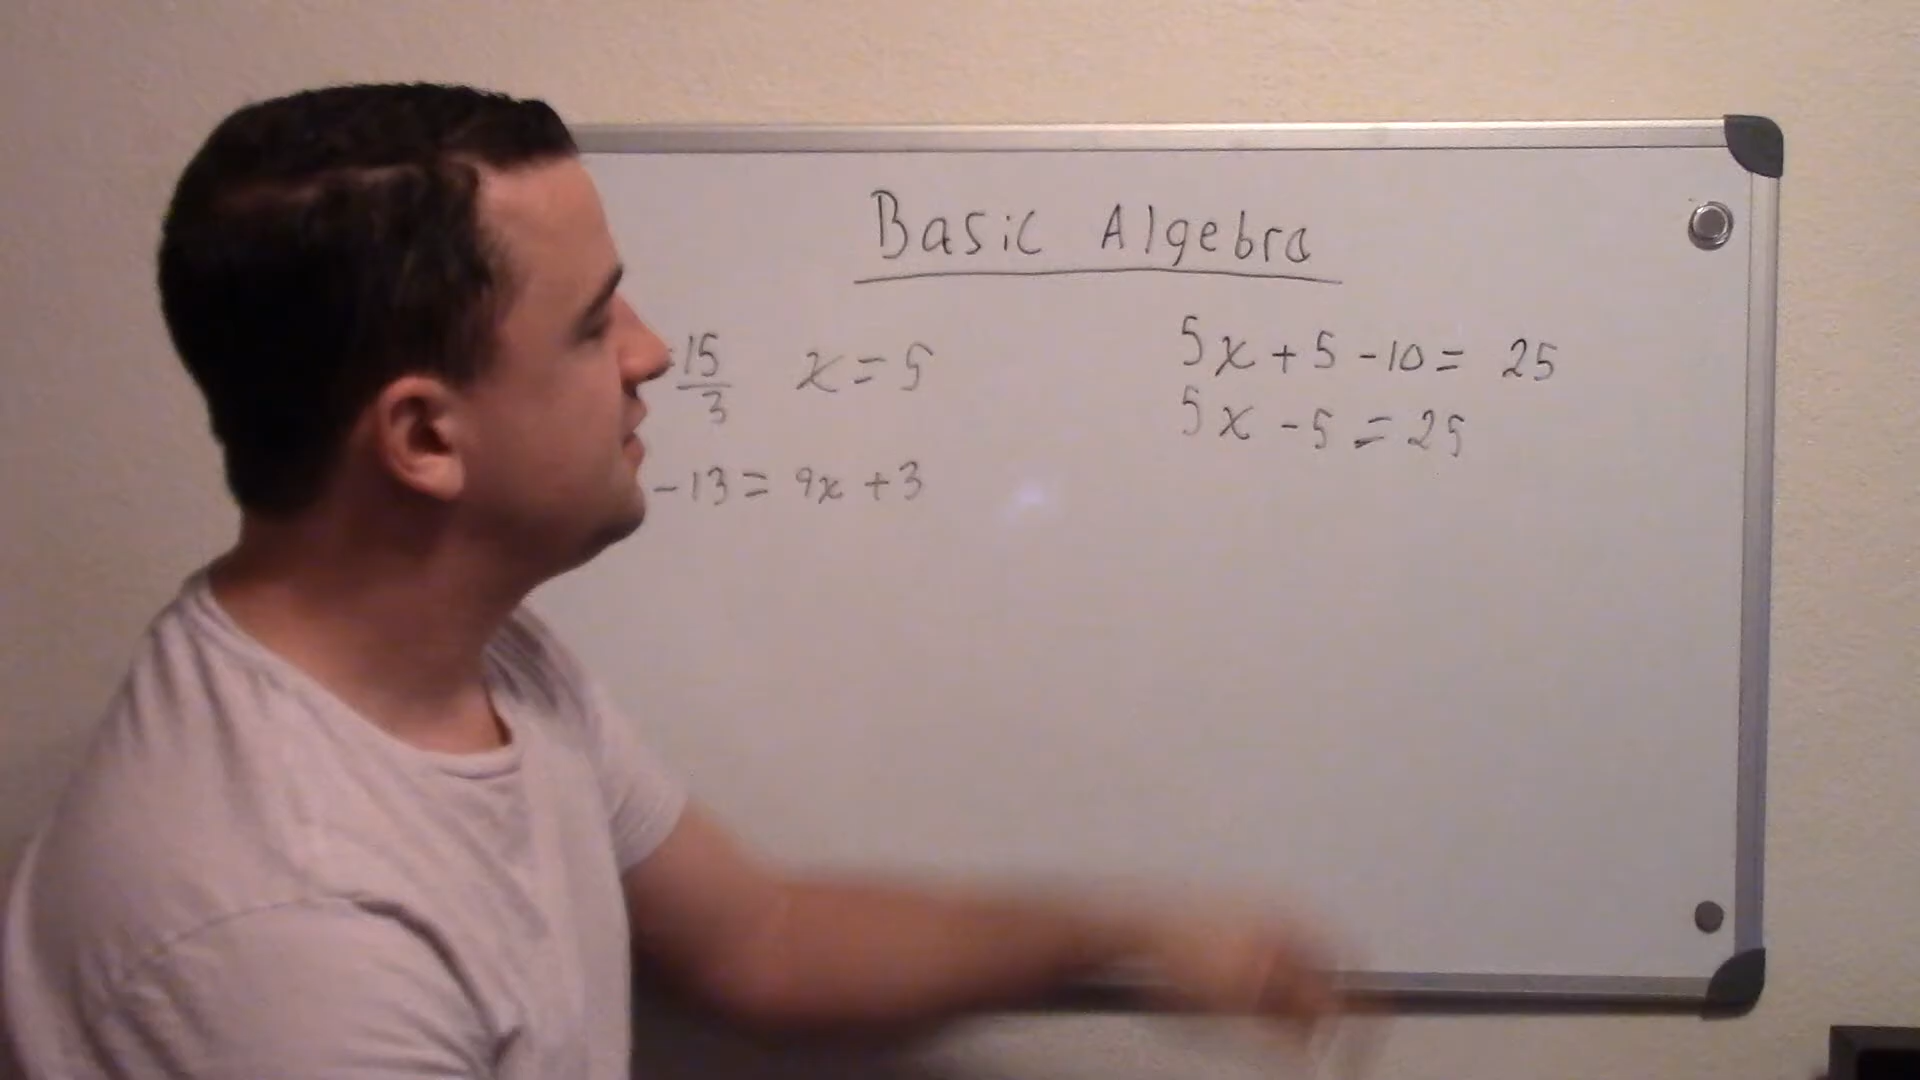 Basic Algebra
=15/3 x=5
-13= 9x +3
5x+5-10= 25
5x -5 =25